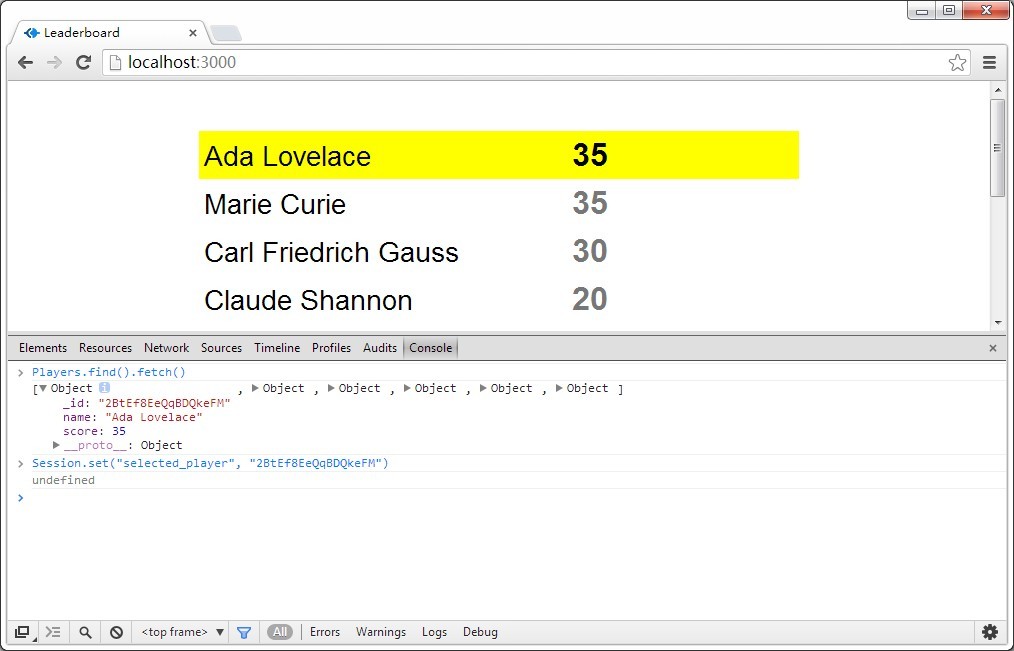 Leaderboard
localhost:3000
Ada Lovelace 35
Marie Curie 35
Carl Friedrich Gauss 30
Claude Shannon 20
Elements Resources Network Sources Timeline Profiles Audits Console
Players.find().fetch()
[▼Object i , ▶Object , ▶Object , ▶Object , ▶Object , ▶Object ]
_id: "2BtEf8EeQqBDQkeFM"
name: "Ada Lovelace"
score: 35
▶__proto__: Object
Session.set("selected_player", "2BtEf8EeQqBDQkeFM")
undefined
<top frame> ▼ All Errors Warnings Logs Debug